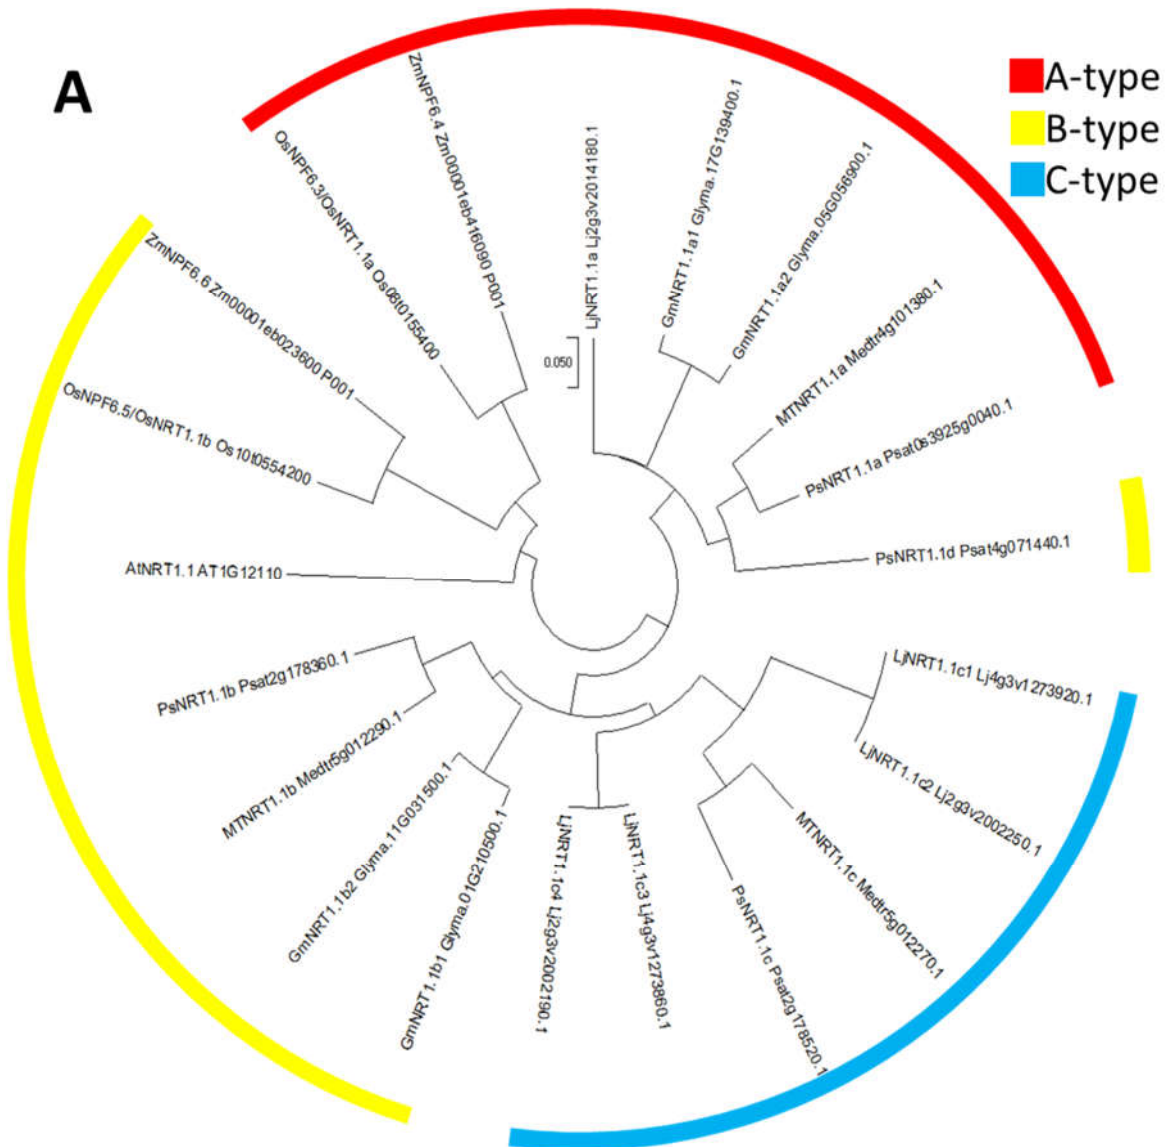 A
A-type
B-type
C-type
ZmNPF6.4 Zm00001eb416090 P001
OsNPF6.3/OsNRT1.1a Os08t0155400
LjNRT1.1a Lj2g3v2014180.1
GmNRT1.1a1 Glyma.17G139400.1
GmNRT1.1a2 Glyma.05G056900.1
MTNRT1.1a Medtr4g101380.1
PsNRT1.1a Psat0s3925g0040.1
PsNRT1.1d Psat4g071440.1
0.050
ZmNPF6.6 Zm00001eb023600 P001
OsNPF6.5/OsNRT1.1b Os10t0554200
AtNRT1.1 AT1G12110
PsNRT1.1b Psat2g178360.1
MTNRT1.1b Medtr5g012290.1
GmNRT1.1b2 Glyma.11G031500.1
GmNRT1.1b1 Glyma.01G210500.1
LjNRT1.1c4 Lj2g3v2002190.1
LjNRT1.1c3 Lj4g3v1273860.1
PsNRT1.1c Psat2g178520.1
MTNRT1.1c Medtr5g012270.1
LjNRT1.1c2 Lj2g3v2002250.1
LjNRT1.1c1 Lj4g3v1273920.1